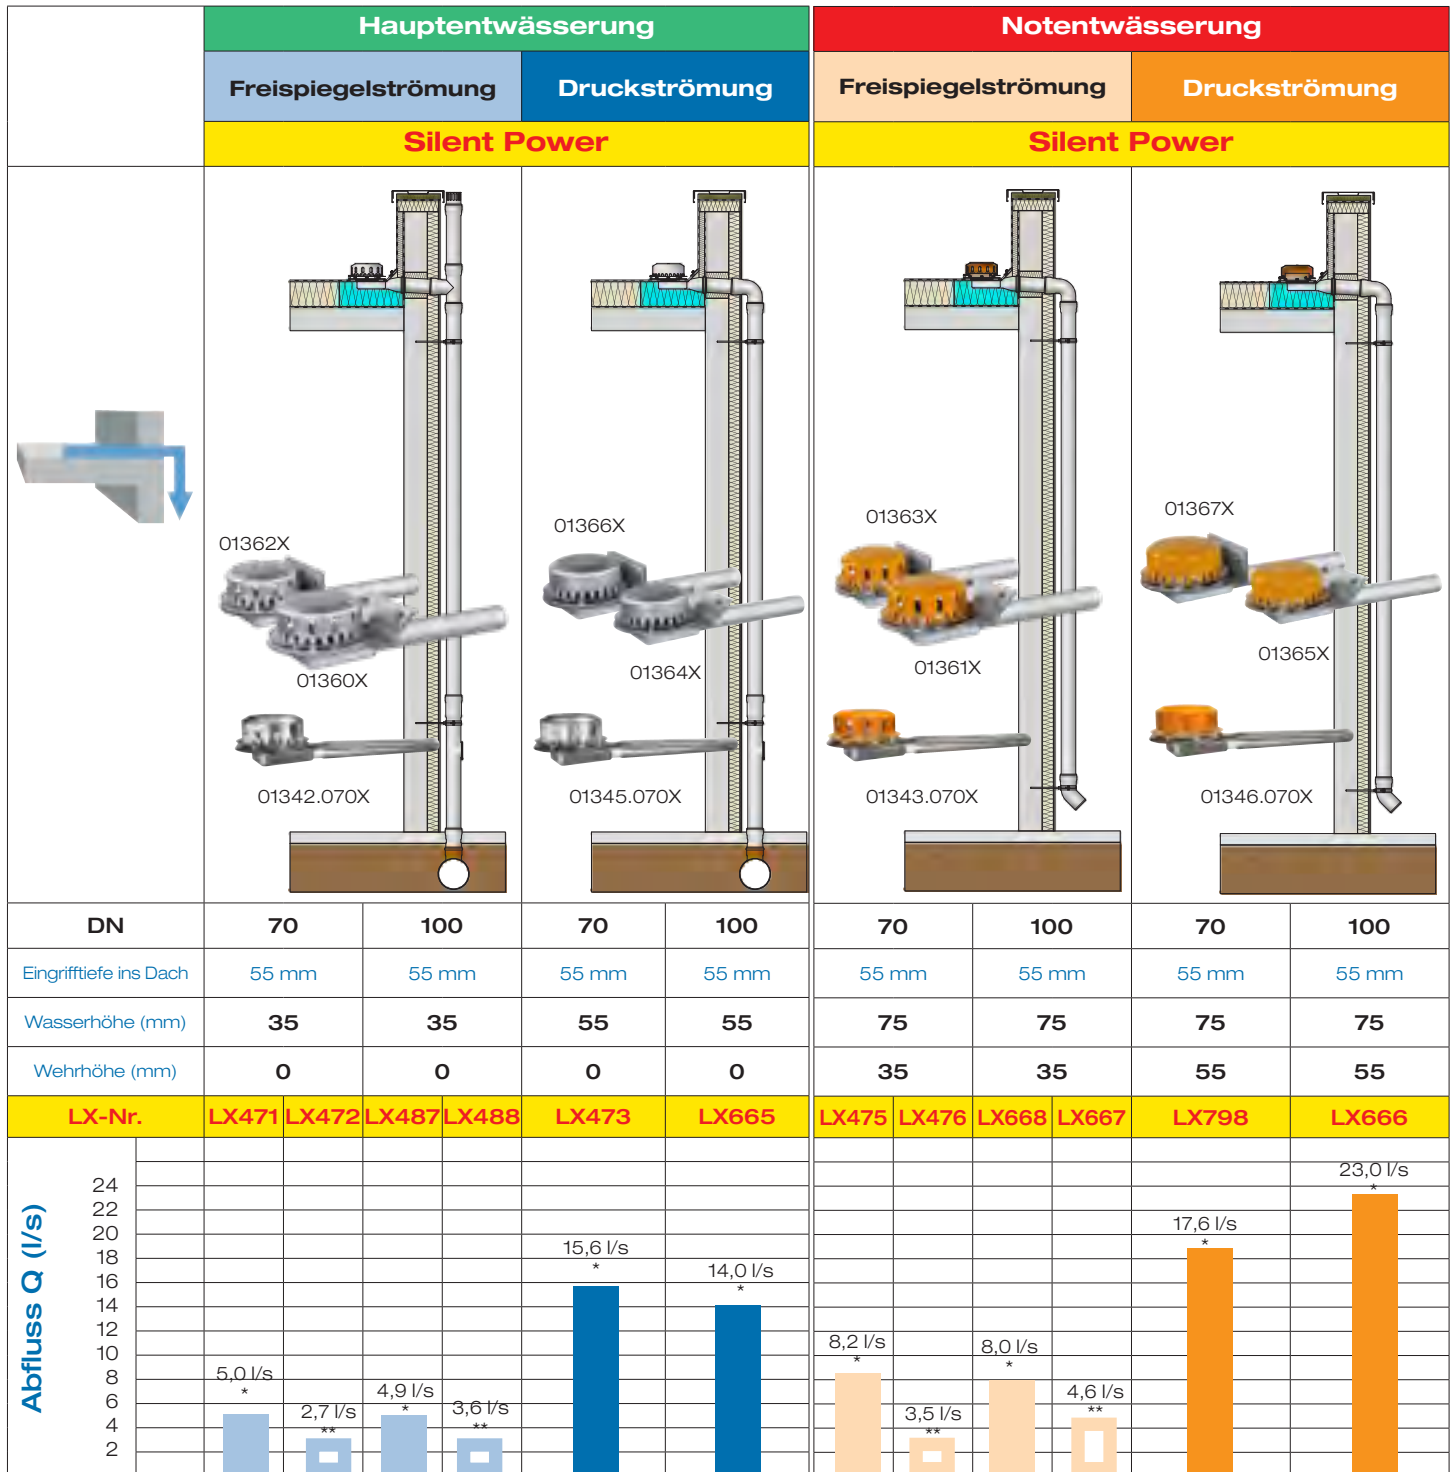 Hauptentwässerung Notentwässerung
Freispiegelströmung Druckströmung Freispiegelströmung Druckströmung
Silent Power Silent Power
01362X 01366X 01363X 01367X
01360X 01364X 01361X 01365X
01342.070X 01345.070X 01343.070X 01346.070X
DN 70 100 70 100 70 100 70 100
Eingrifftiefe ins Dach 55 mm 55 mm 55 mm 55 mm 55 mm 55 mm 55 mm 55 mm
Wasserhöhe (mm) 35 35 55 55 75 75 75 75
Wehrhöhe (mm) 0 0 0 0 35 35 55 55
LX-Nr. LX471 LX472 LX487 LX488 LX473 LX665 LX475 LX476 LX668 LX667 LX798 LX666
Abfluss Q (l/s)
24
22
20
18
16
14
12
10
8
6
4
2
5,0 l/s
*
2,7 l/s
**
4,9 l/s
*
3,6 l/s
**
15,6 l/s
*
14,0 l/s
*
8,2 l/s
*
3,5 l/s
**
8,0 l/s
*
4,6 l/s
**
17,6 l/s
*
23,0 l/s
*